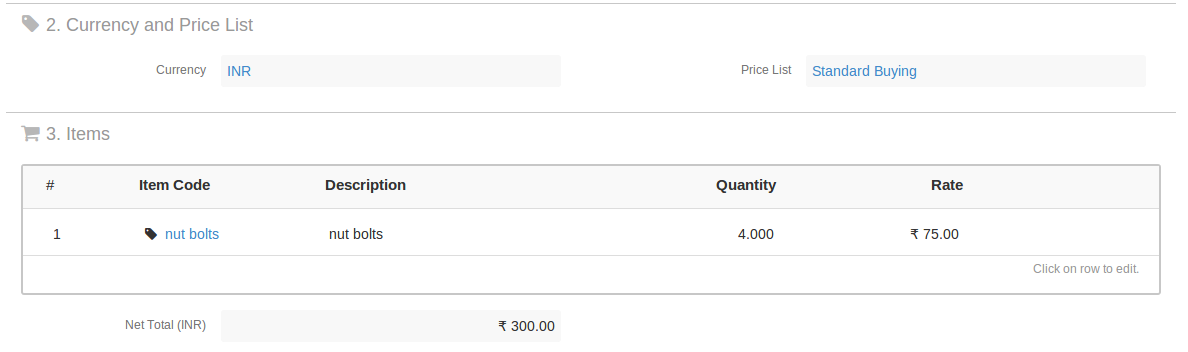 2. Currency and Price List
Currency INR Price List Standard Buying
3. Items
# Item Code Description Quantity Rate
1 nut bolts nut bolts 4.000 ₹ 75.00
Click on row to edit.
Net Total (INR) ₹ 300.00